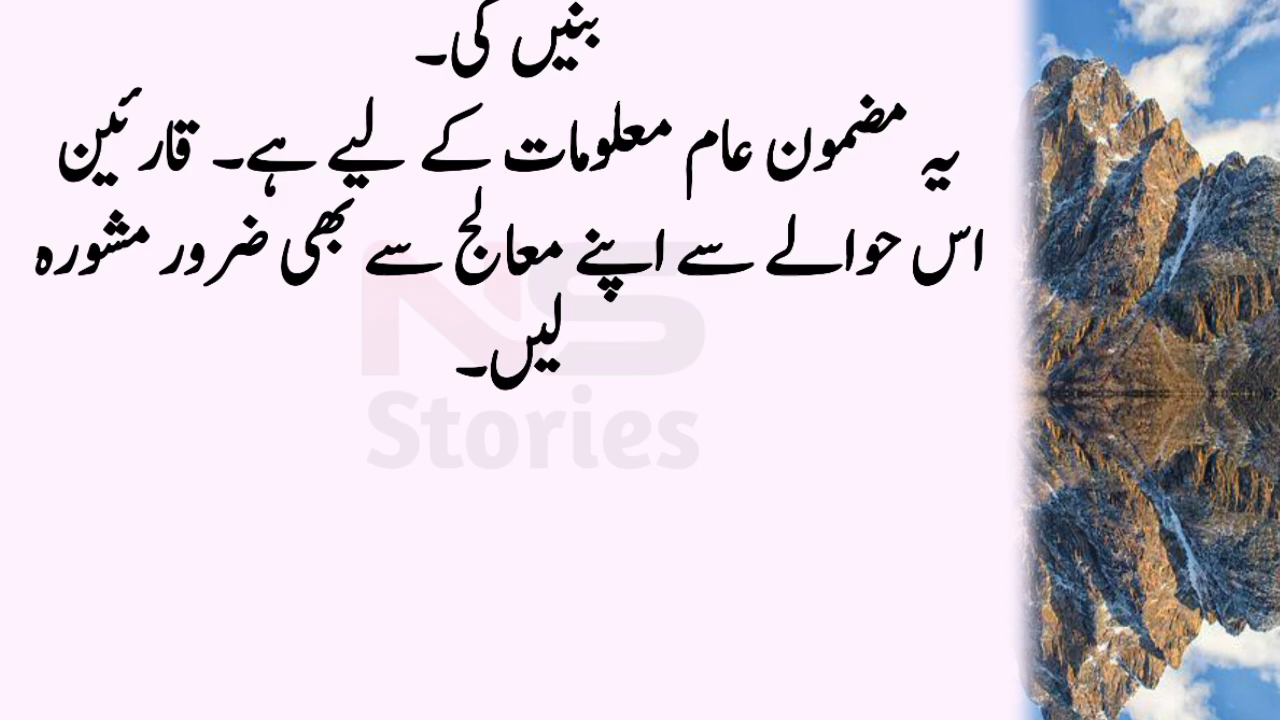 بنیں گی۔
یہ مضمون عام معلومات کے لیے ہے۔ قارئین
اس حوالے سے اپنے معالج سے بھی ضرور مشورہ
لیں۔
NS
Stories